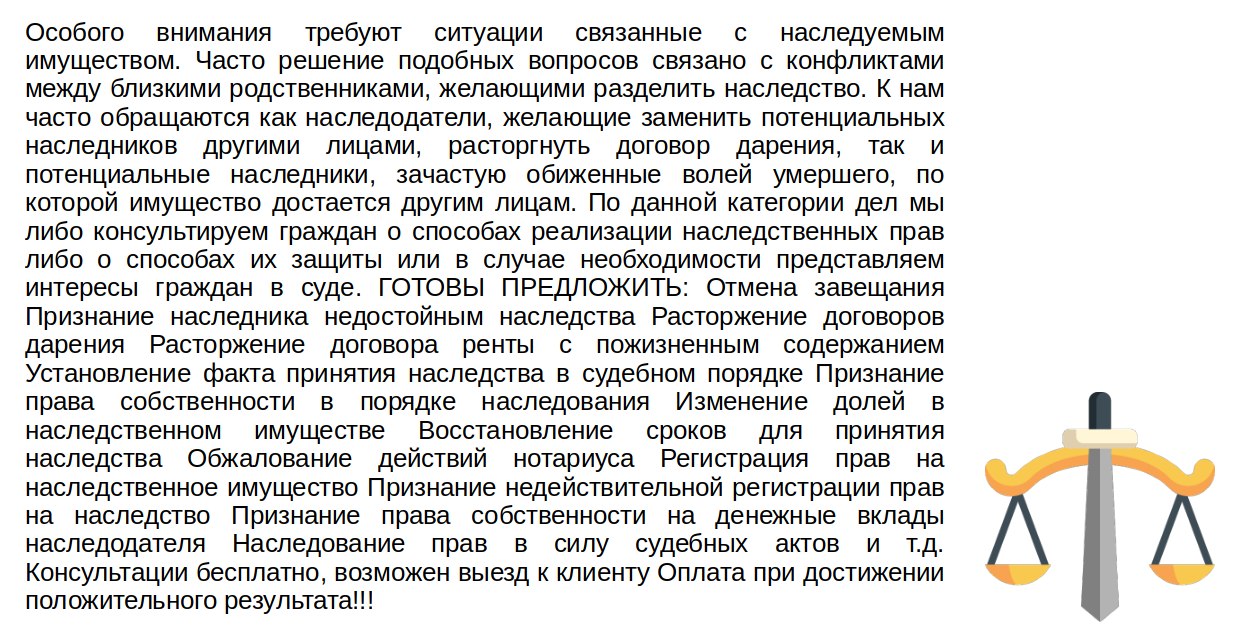 Особого внимания требуют ситуации связанные с наследуемым
имуществом. Часто решение подобных вопросов связано с конфликтами
между близкими родственниками, желающими разделить наследство. К нам
часто обращаются как наследодатели, желающие заменить потенциальных
наследников другими лицами, расторгнуть договор дарения, так и
потенциальные наследники, зачастую обиженные волей умершего, по
которой имущество достается другим лицам. По данной категории дел мы
либо консультируем граждан о способах реализации наследственных прав
либо о способах их защиты или в случае необходимости представляем
интересы граждан в суде. ГОТОВЫ ПРЕДЛОЖИТЬ: Отмена завещания
Признание наследника недостойным наследства Расторжение договоров
дарения Расторжение договора ренты с пожизненным содержанием
Установление факта принятия наследства в судебном порядке Признание
права собственности в порядке наследования Изменение долей в
наследственном имуществе Восстановление сроков для принятия
наследства Обжалование действий нотариуса Регистрация прав на
наследственное имущество Признание недействительной регистрации прав
на наследство Признание права собственности на денежные вклады
наследодателя Наследование прав в силу судебных актов и т.д.
Консультации бесплатно, возможен выезд к клиенту Оплата при достижении
положительного результата!!!